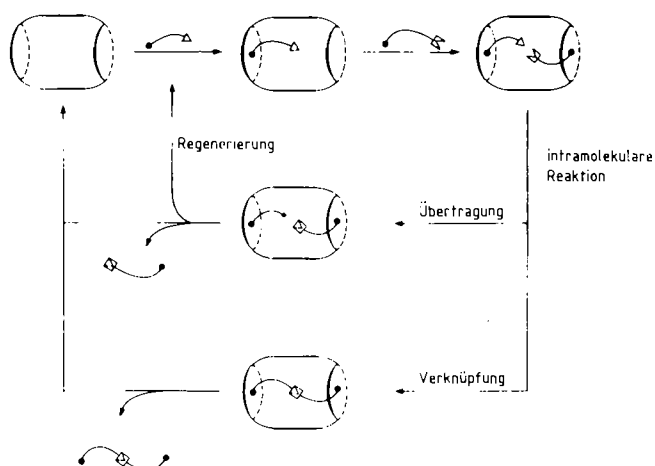 Regenerierung
intramolekulare
Reaktion
Übertragung
Verknüpfung